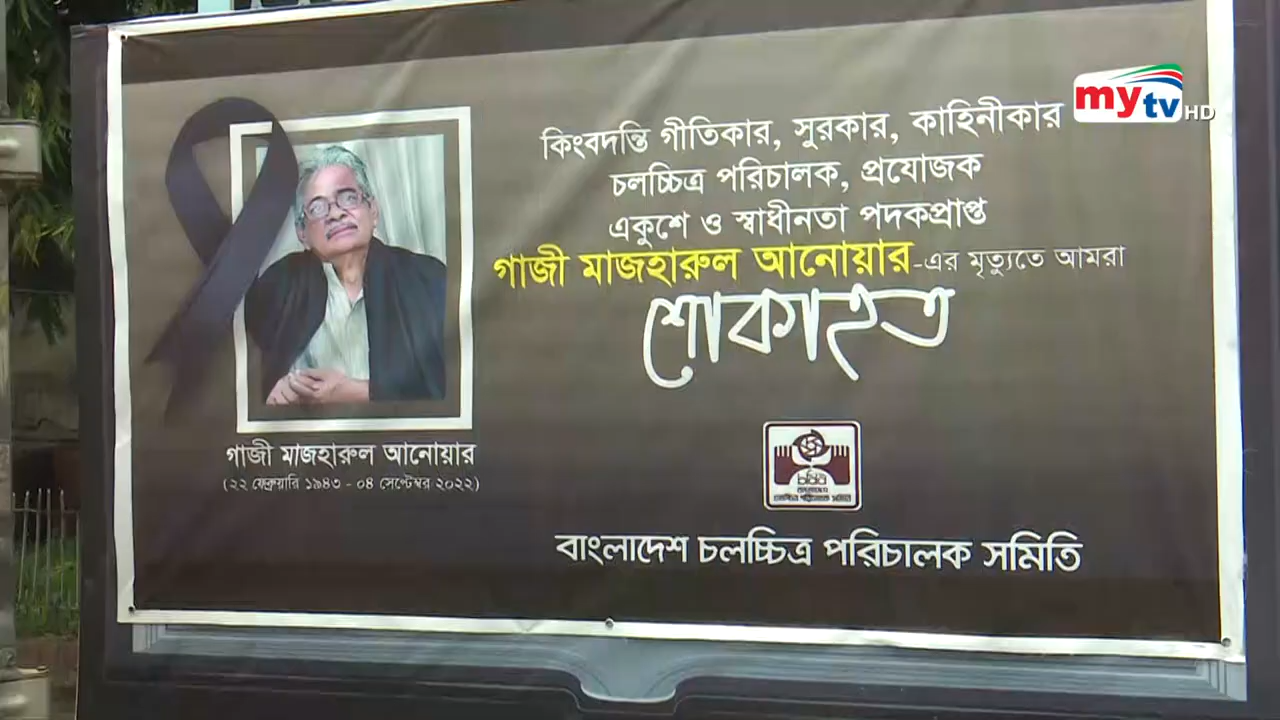 mytv HD
কিংবদন্তি গীতিকার, সুরকার, কাহিনীকার
চলচ্চিত্র পরিচালক, প্রযোজক
একুশে ও স্বাধীনতা পদকপ্রাপ্ত
গাজী মাজহারুল আনোয়ার-এর মৃত্যুতে আমরা
শোকাহত
গাজী মাজহারুল আনোয়ার
(২২ ফেব্রুয়ারি ১৯৪৩ - ০৪ সেপ্টেম্বর ২০২২)
বাংলাদেশ চলচ্চিত্র পরিচালক সমিতি